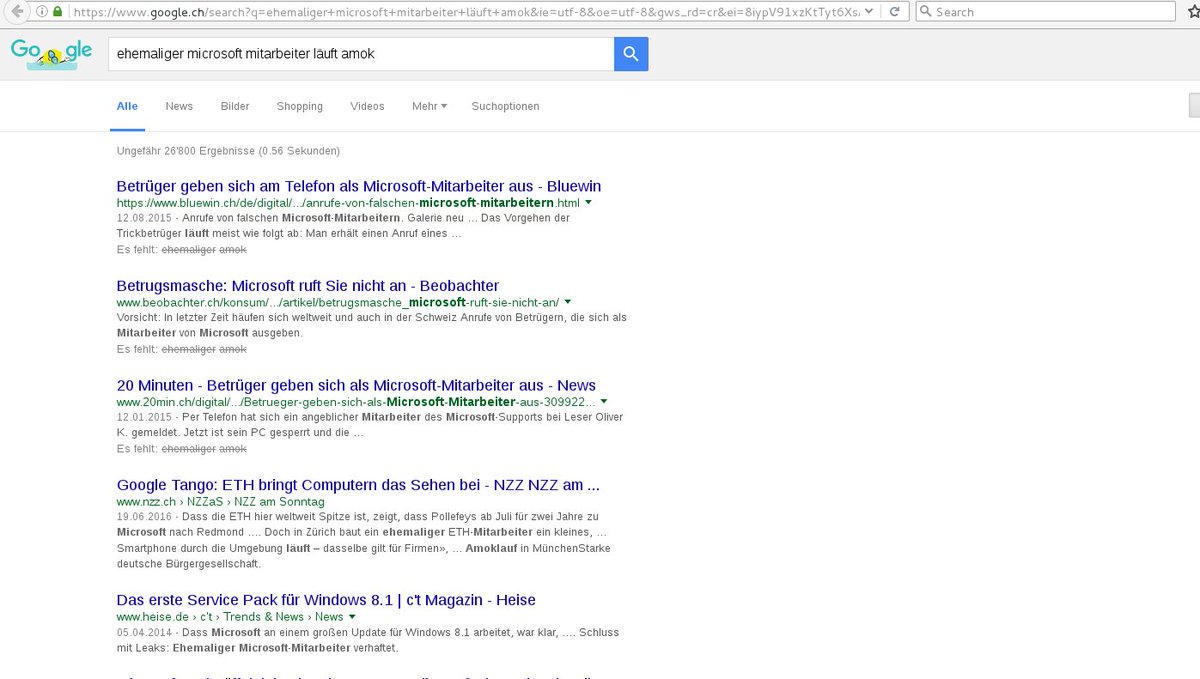 https://www.google.ch/search?q=ehemaliger+microsoft+mitarbeiter+läuft+amok&ie=utf-8&oe=utf-8&gws_rd=cr&ei=8iypV91xzKtTyt6Xs
Search
Google
ehemaliger microsoft mitarbeiter läuft amok
Alle News Bilder Shopping Videos Mehr Suchoptionen
Ungefähr 26'800 Ergebnisse (0.56 Sekunden)
Betrüger geben sich am Telefon als Microsoft-Mitarbeiter aus - Bluewin
https://www.bluewin.ch/de/digital/.../anrufe-von-falschen-microsoft-mitarbeitern.html
12.08.2015 - Anrufe von falschen Microsoft-Mitarbeitern. Galerie neu ... Das Vorgehen der
Trickbetrüger läuft meist wie folgt ab: Man erhält einen Anruf eines ...
Es fehlt: ehemaliger amok
Betrugsmasche: Microsoft ruft Sie nicht an - Beobachter
www.beobachter.ch/konsum/.../artikel/betrugsmasche_microsoft-ruft-sie-nicht-an/
Vorsicht: In letzter Zeit häufen sich weltweit und auch in der Schweiz Anrufe von Betrügern, die sich als
Mitarbeiter von Microsoft ausgeben.
Es fehlt: ehemaliger amok
20 Minuten - Betrüger geben sich als Microsoft-Mitarbeiter aus - News
www.20min.ch/digital/.../Betrueger-geben-sich-als-Microsoft-Mitarbeiter-aus-309922...
12.01.2015 - Per Telefon hat sich ein angeblicher Mitarbeiter des Microsoft-Supports bei Leser Oliver
K. gemeldet. Jetzt ist sein PC gesperrt und die ...
Es fehlt: ehemaliger amok
Google Tango: ETH bringt Computern das Sehen bei - NZZ NZZ am ...
www.nzz.ch › NZZaS › NZZ am Sonntag
19.06.2016 - Dass die ETH hier weltweit Spitze ist, zeigt, dass Pollefeys ab Juli für zwei Jahre zu
Microsoft nach Redmond .... Doch in Zürich baut ein ehemaliger ETH-Mitarbeiter ein kleines, ...
Smartphone durch die Umgebung läuft – dasselbe gilt für Firmen», ... Amoklauf in MünchenStarke
deutsche Bürgergesellschaft.
Das erste Service Pack für Windows 8.1 | c't Magazin - Heise
www.heise.de › c't › Trends & News › News
05.04.2014 - Dass Microsoft an einem großen Update für Windows 8.1 arbeitet, war klar, .... Schluss
mit Leaks: Ehemaliger Microsoft-Mitarbeiter verhaftet.